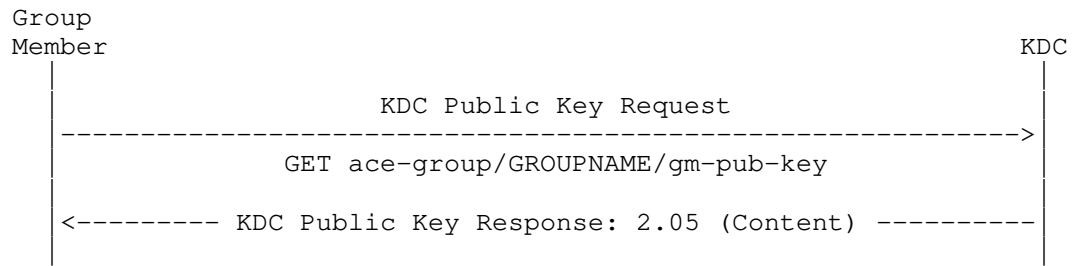 Group
Member KDC
KDC Public Key Request
GET ace-group/GROUPNAME/gm-pub-key
KDC Public Key Response: 2.05 (Content)